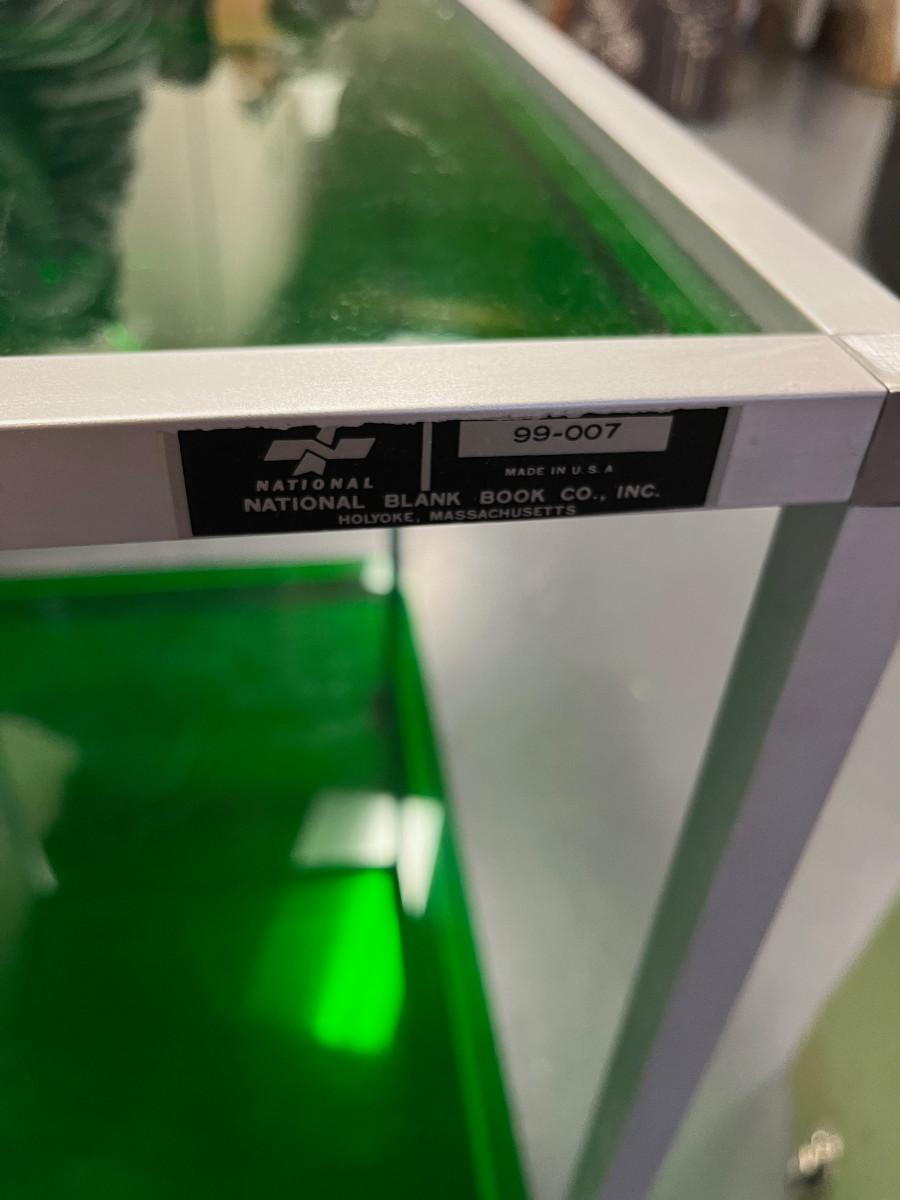 99-007
MADE IN U.S.A.
NATIONAL
NATIONAL BLANK BOOK CO., INC.
HOLYOKE, MASSACHUSETTS